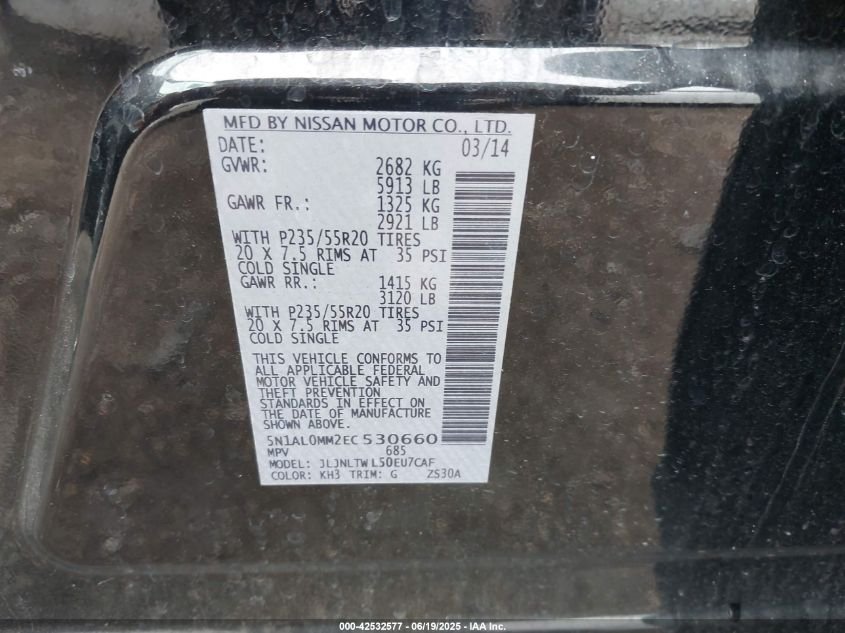 MFD BY NISSAN MOTOR CO., LTD.
DATE: 03/14
GVWR: 2682 KG
5913 LB
GAWR FR.: 1325 KG
2921 LB
WITH P235/55R20 TIRES
20 X 7.5 RIMS AT 35 PSI
COLD SINGLE
GAWR RR.: 1415 KG
3120 LB
WITH P235/55R20 TIRES
20 X 7.5 RIMS AT 35 PSI
COLD SINGLE
THIS VEHICLE CONFORMS TO
ALL APPLICABLE FEDERAL
MOTOR VEHICLE SAFETY AND
THEFT PREVENTION
STANDARDS IN EFFECT ON
THE DATE OF MANUFACTURE
SHOWN ABOVE.
5N1AL0MM2EC530660
MPV 685
MODEL: JLJNLTWL50EU7CAF
COLOR: KH3 TRIM: G ZS30A
000-42532577 - 06/19/2025 - IAA Inc.